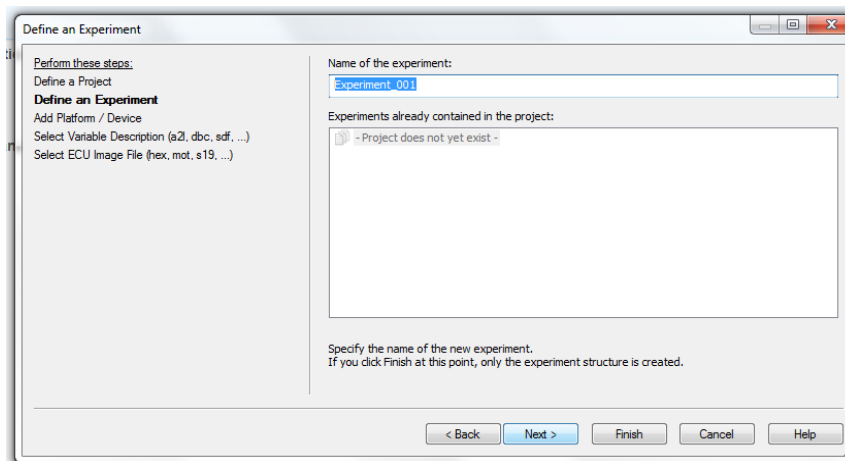 Define an Experiment
Perform these steps:
Define a Project
Define an Experiment
Add Platform / Device
Select Variable Description (a2l, dbc, sdf, ...)
Select ECU Image File (hex, mot, s19, ...)
Name of the experiment:
Experiment_001
Experiments already contained in the project:
- Project does not yet exist -
Specify the name of the new experiment.
If you click Finish at this point, only the experiment structure is created.
< Back
Next >
Finish
Cancel
Help